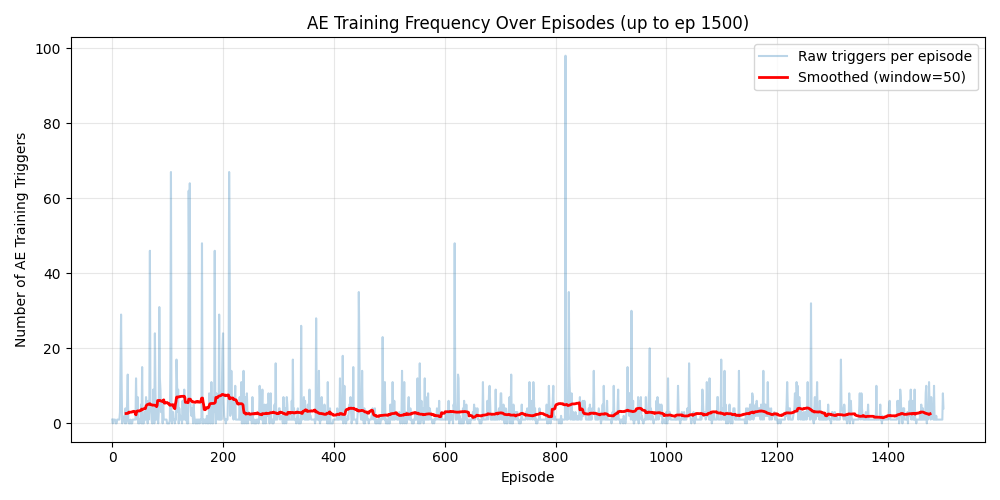 AE Training Frequency Over Episodes (up to ep 1500)
Raw triggers per episode
Smoothed (window=50)
Number of AE Training Triggers
100
80
60
40
20
0
0 200 400 600 800 1000 1200 1400
Episode